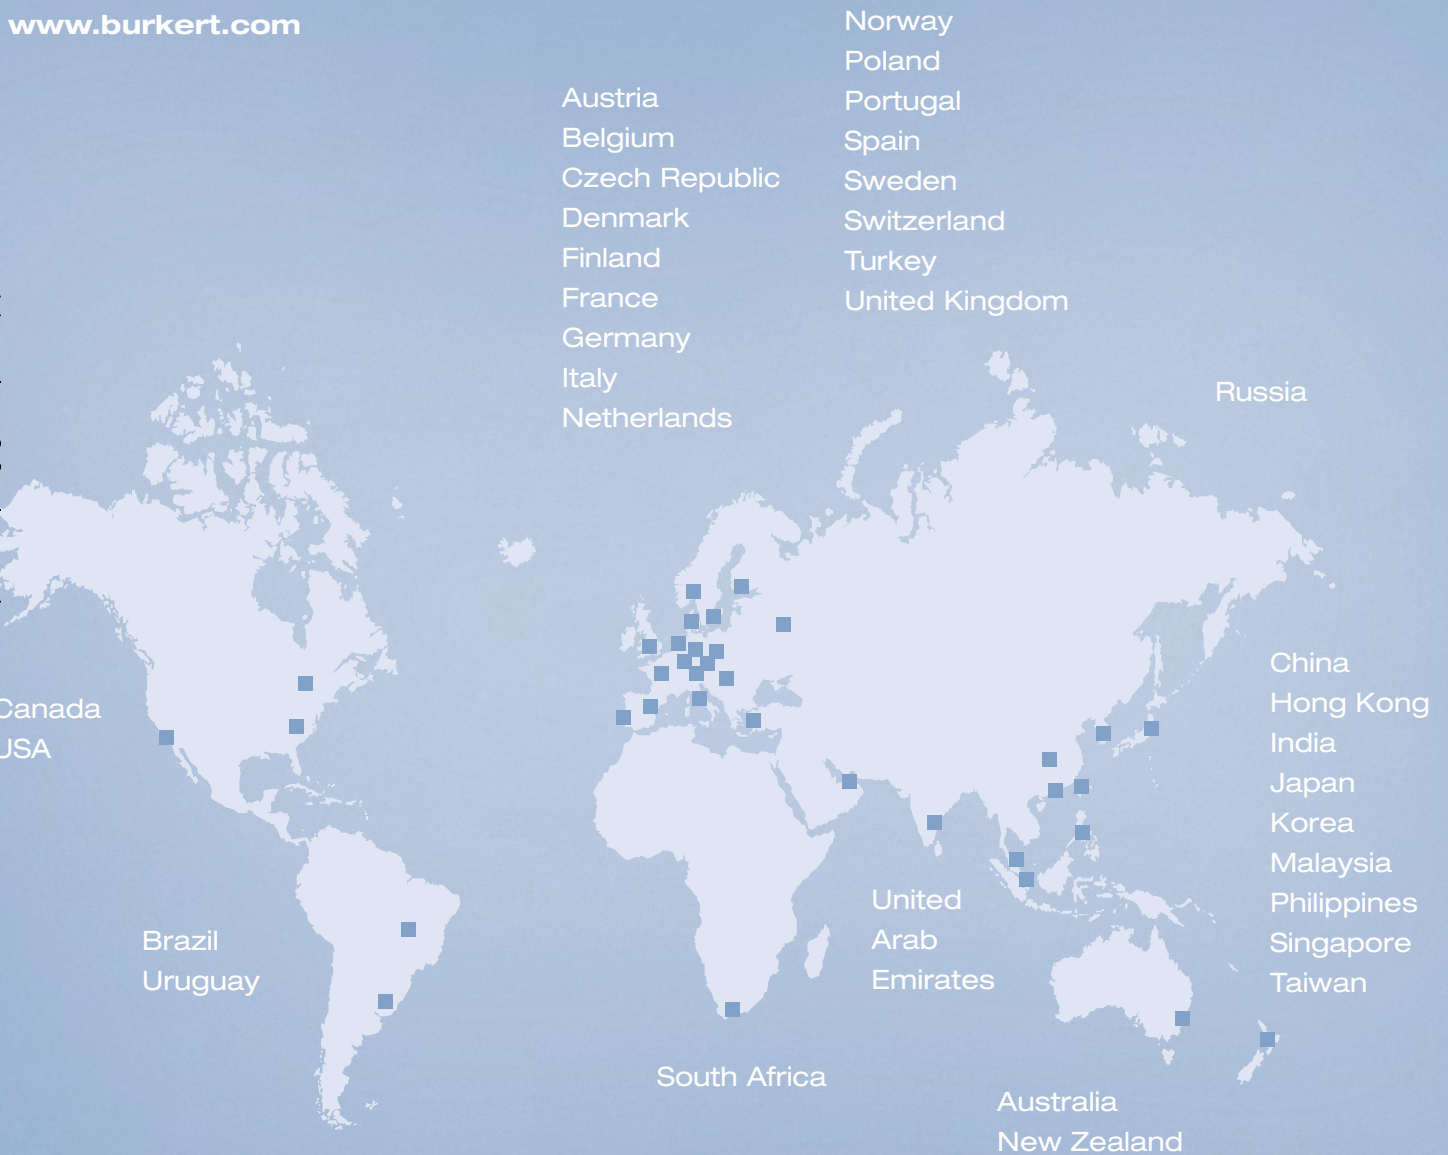 www.burkert.com
Austria
Belgium
Czech Republic
Denmark
Finland
France
Germany
Italy
Netherlands
Norway
Poland
Portugal
Spain
Sweden
Switzerland
Turkey
United Kingdom
Russia
Canada
USA
China
Hong Kong
India
Japan
Korea
Malaysia
Philippines
Singapore
Taiwan
Brazil
Uruguay
United
Arab
Emirates
South Africa
Australia
New Zealand